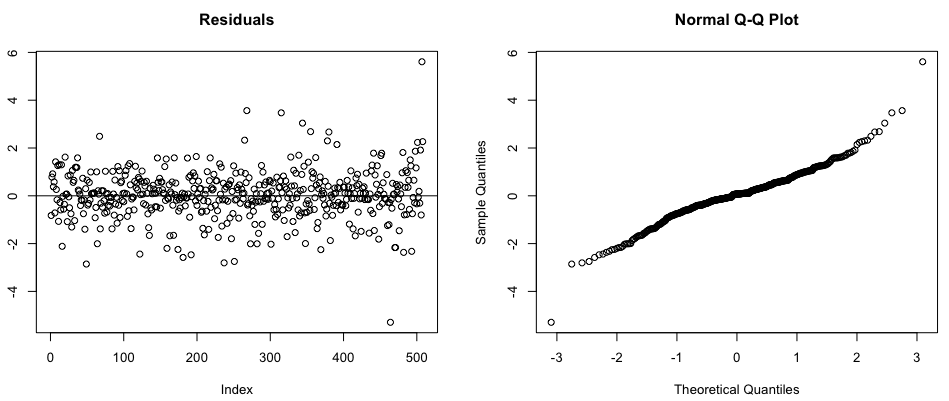 Residuals
6
4
2
0
-2
-4
0 100 200 300 400 500
Index
Normal Q-Q Plot
Sample Quantiles
6
4
2
0
-2
-4
-3 -2 -1 0 1 2 3
Theoretical Quantiles